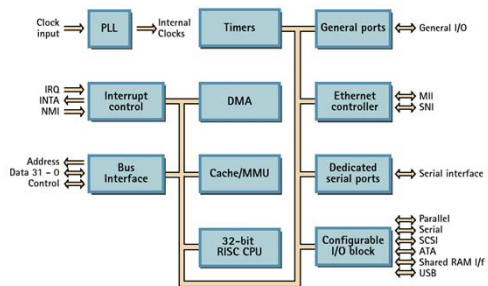 Clock
input
PLL
Internal
Clocks
Timers
General ports
General I/O
IRQ
INTA
NMI
Interrupt
control
DMA
Ethernet
controller
MII
SNI
Address
Data 31 - 0
Control
Bus
Interface
Cache/MMU
Dedicated
serial ports
Serial interface
32-bit
RISC CPU
Configurable
I/O block
Parallel
Serial
SCSI
ATA
Shared RAM I/f
USB